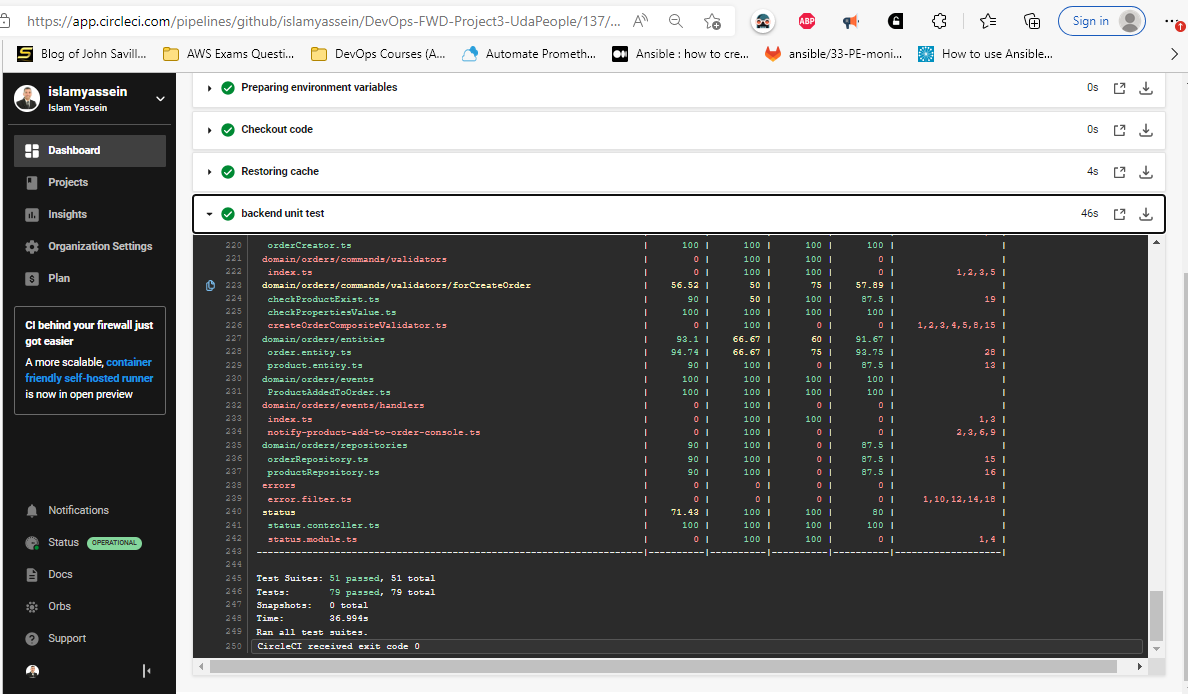 https://app.circleci.com/pipelines/github/islamyassein/DevOps-FWD-Project3-UdaPeople/137/...
ABP
Sign in
1
Blog of John Savill...
AWS Exams Questi...
DevOps Courses (A...
Automate Prometh...
Ansible : how to cre...
ansible/33-PE-moni...
How to use Ansible...
islamyassein
Islam Yassein
Dashboard
Projects
Insights
Organization Settings
Plan
CI behind your firewall just
got easier
A more scalable, container
friendly self-hosted runner
is now in open preview
Notifications
Status OPERATIONAL
Docs
Orbs
Support
Preparing environment variables 0s
Checkout code 0s
Restoring cache 4s
backend unit test 46s
220 orderCreator.ts | 100 | 100 | 100 | 100 | |
221 domain/orders/commands/validators | 0 | 100 | 100 | 0 | |
222 index.ts | 0 | 100 | 100 | 0 | 1,2,3,5 |
223 domain/orders/commands/validators/forCreateOrder | 56.52 | 50 | 75 | 57.89 | |
224 checkProductExist.ts | 90 | 50 | 100 | 87.5 | 19 |
225 checkPropertiesValue.ts | 100 | 100 | 100 | 100 | |
226 createOrderCompositeValidator.ts | 0 | 100 | 0 | 0 | 1,2,3,4,5,8,15 |
227 domain/orders/entities | 93.1 | 66.67 | 60 | 91.67 | |
228 order.entity.ts | 94.74 | 66.67 | 75 | 93.75 | 28 |
229 product.entity.ts | 90 | 100 | 0 | 87.5 | 13 |
230 domain/orders/events | 100 | 100 | 100 | 100 | |
231 ProductAddedToOrder.ts | 100 | 100 | 100 | 100 | |
232 domain/orders/events/handlers | 0 | 100 | 0 | 0 | |
233 index.ts | 0 | 100 | 100 | 0 | 1,3 |
234 notify-product-add-to-order-console.ts | 0 | 100 | 0 | 0 | 2,3,6,9 |
235 domain/orders/repositories | 90 | 100 | 0 | 87.5 | |
236 orderRepository.ts | 90 | 100 | 0 | 87.5 | 15 |
237 productRepository.ts | 90 | 100 | 0 | 87.5 | 16 |
238 errors | 0 | 0 | 0 | 0 | |
239 error.filter.ts | 0 | 0 | 0 | 0 | 1,10,12,14,18 |
240 status | 71.43 | 100 | 100 | 80 | |
241 status.controller.ts | 100 | 100 | 100 | 100 | |
242 status.module.ts | 0 | 100 | 100 | 0 | 1,4 |
243 ----------------------------------------------------------------|----------|----------|----------|----------|-------------------|
244
245 Test Suites: 51 passed, 51 total
246 Tests: 79 passed, 79 total
247 Snapshots: 0 total
248 Time: 36.994s
249 Ran all test suites.
250 CircleCI received exit code 0